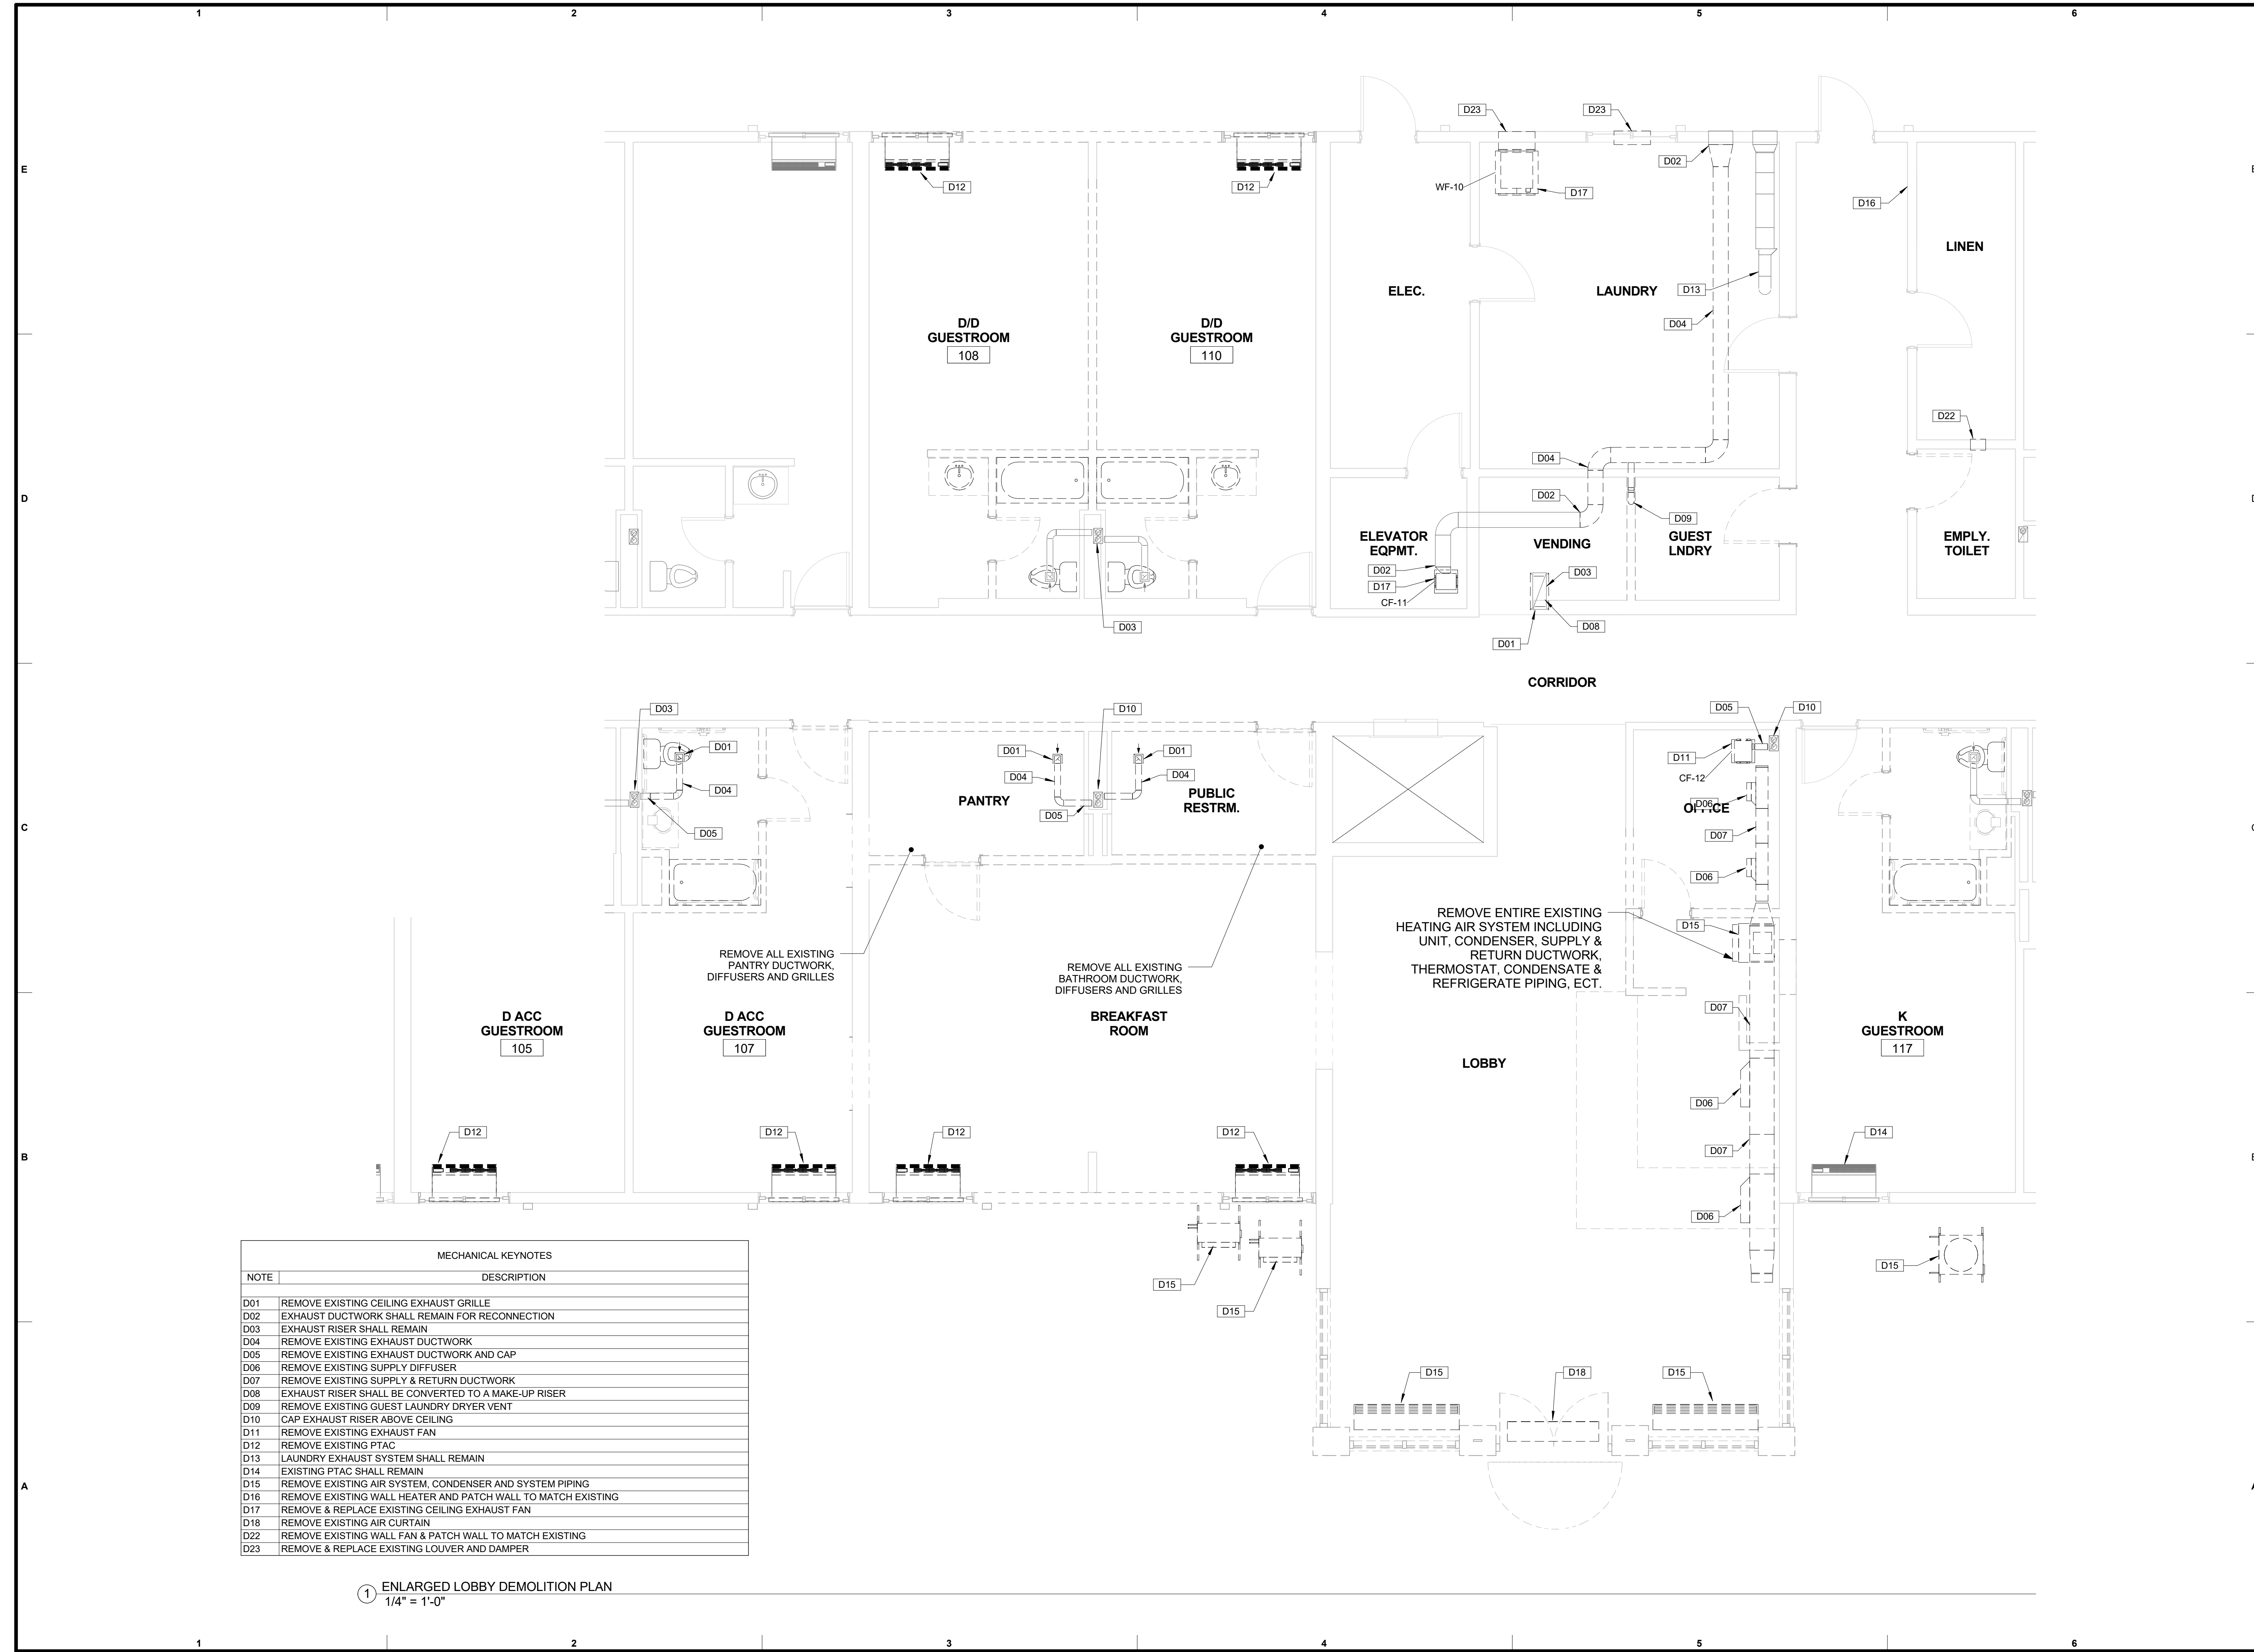 1
2
3
4
5
6
D23
D23
E
E
D02
D12
D12
WF-10
D17
D16
LINEN
ELEC.
LAUNDRY
D13
D04
D/D
GUESTROOM
108
D/D
GUESTROOM
110
D22
D04
D
D
D02
D09
ELEVATOR
EQPMT.
VENDING
GUEST
LNDRY
EMPLY.
TOILET
D02
D03
D17
CF-11
D03
D08
D01
CORRIDOR
D03
D10
D05
D10
D01
D01
D01
D11
D04
D04
CF-12
D04
PANTRY
PUBLIC
RESTRM.
D06
OFFICE
D05
D05
D07
C
C
D06
REMOVE ENTIRE EXISTING
HEATING AIR SYSTEM INCLUDING
UNIT, CONDENSER, SUPPLY &
RETURN DUCTWORK,
THERMOSTAT, CONDENSATE &
REFRIGERATE PIPING, ECT.
D15
REMOVE ALL EXISTING
PANTRY DUCTWORK,
DIFFUSERS AND GRILLES
REMOVE ALL EXISTING
BATHROOM DUCTWORK,
DIFFUSERS AND GRILLES
D07
D ACC
GUESTROOM
105
D ACC
GUESTROOM
107
BREAKFAST
ROOM
K
GUESTROOM
117
LOBBY
D06
D12
D12
D12
D12
D14
D07
B
B
D06
D15
D15
D15
MECHANICAL KEYNOTES
NOTE DESCRIPTION
D01 REMOVE EXISTING CEILING EXHAUST GRILLE
D02 EXHAUST DUCTWORK SHALL REMAIN FOR RECONNECTION
D03 EXHAUST RISER SHALL REMAIN
D04 REMOVE EXISTING EXHAUST DUCTWORK
D05 REMOVE EXISTING EXHAUST DUCTWORK AND CAP
D06 REMOVE EXISTING SUPPLY DIFFUSER
D07 REMOVE EXISTING SUPPLY & RETURN DUCTWORK
D08 EXHAUST RISER SHALL BE CONVERTED TO A MAKE-UP RISER
D09 REMOVE EXISTING GUEST LAUNDRY DRYER VENT
D10 CAP EXHAUST RISER ABOVE CEILING
D11 REMOVE EXISTING EXHAUST FAN
D12 REMOVE EXISTING PTAC
D13 LAUNDRY EXHAUST SYSTEM SHALL REMAIN
D14 EXISTING PTAC SHALL REMAIN
D15 REMOVE EXISTING AIR SYSTEM, CONDENSER AND SYSTEM PIPING
D16 REMOVE EXISTING WALL HEATER AND PATCH WALL TO MATCH EXISTING
D17 REMOVE & REPLACE EXISTING CEILING EXHAUST FAN
D18 REMOVE EXISTING AIR CURTAIN
D22 REMOVE EXISTING WALL FAN & PATCH WALL TO MATCH EXISTING
D23 REMOVE & REPLACE EXISTING LOUVER AND DAMPER
D15
D18
D15
A
A
1 ENLARGED LOBBY DEMOLITION PLAN
1/4" = 1'-0"
1
2
3
4
5
6